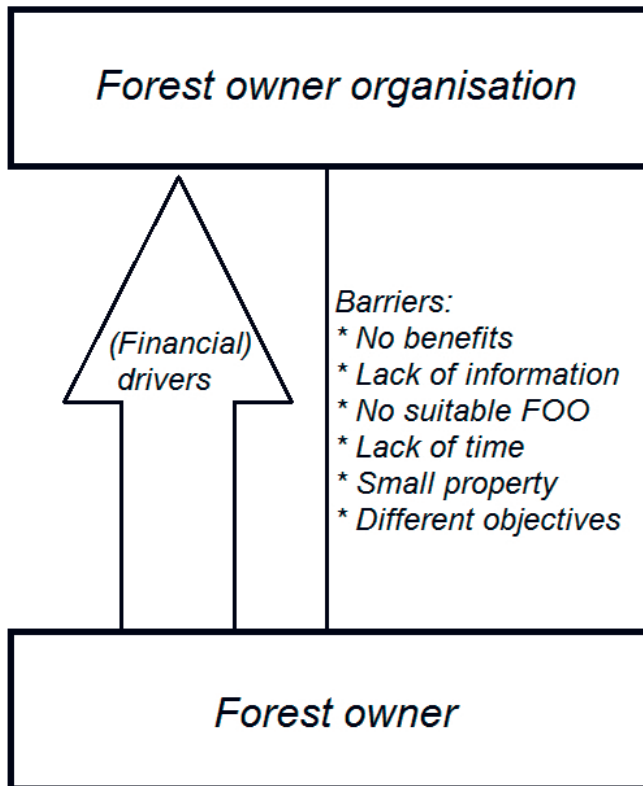 Forest owner organisation
(Financial)
drivers
Barriers:
* No benefits
* Lack of information
* No suitable FOO
* Lack of time
* Small property
* Different objectives
Forest owner